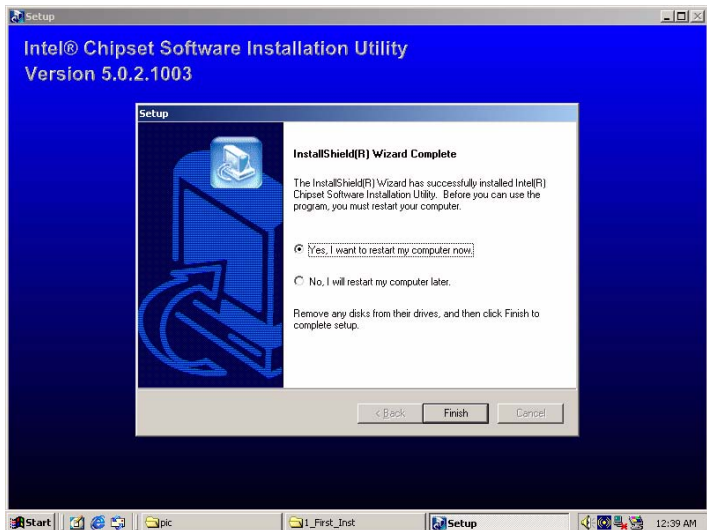 Setup
Intel® Chipset Software Installation Utility
Version 5.0.2.1003
Setup
InstallShield(R) Wizard Complete
The InstallShield(R) Wizard has successfully installed Intel(R)
Chipset Software Installation Utility.  Before you can use the
program, you must restart your computer.
Yes, I want to restart my computer now.
No, I will restart my computer later.
Remove any disks from their drives, and then click Finish to
complete setup.
< Back
Finish
Cancel
Start
pic
1_First_Inst
Setup
12:39 AM